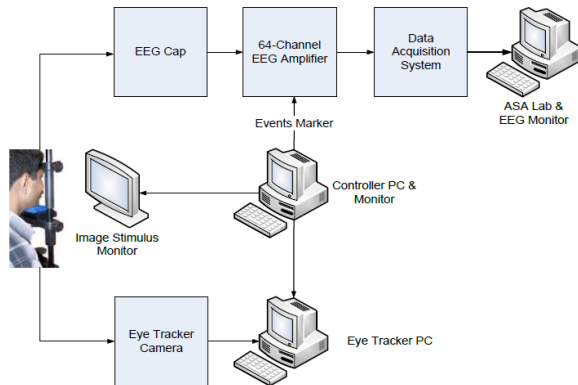 EEG Cap
64-Channel
EEG Amplifier
Data
Acquisition
System
ASA Lab &
EEG Monitor
Events Marker
Controller PC &
Monitor
Image Stimulus
Monitor
Eye Tracker
Camera
Eye Tracker PC